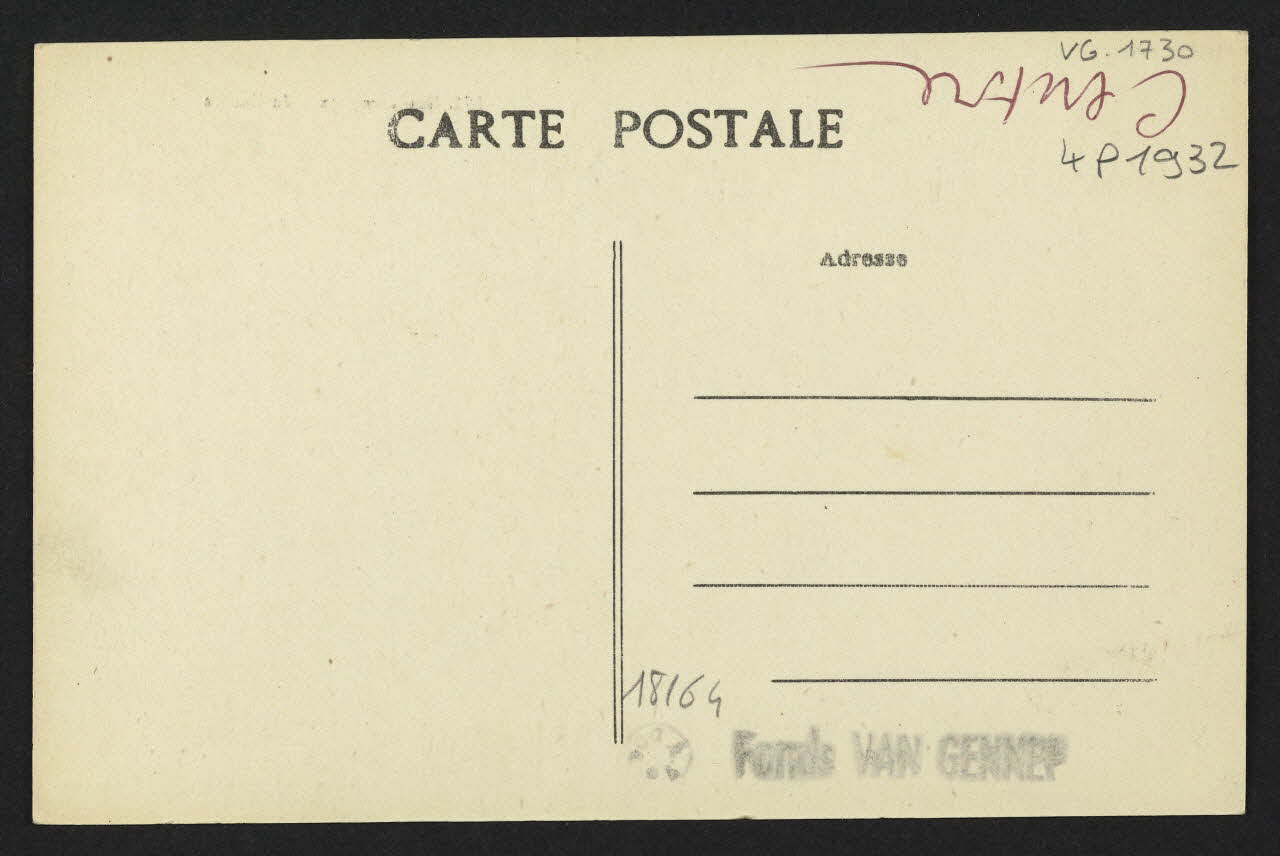 VG. 1730
Centre
4P1932
CARTE POSTALE
Adresse
18164
Fonds VAN GENNEP